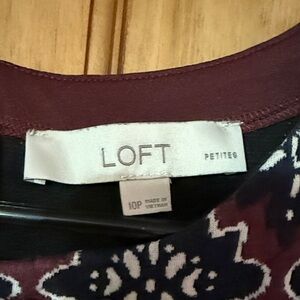 LOFT
PETITES
10P
MADE IN
VIETNAM